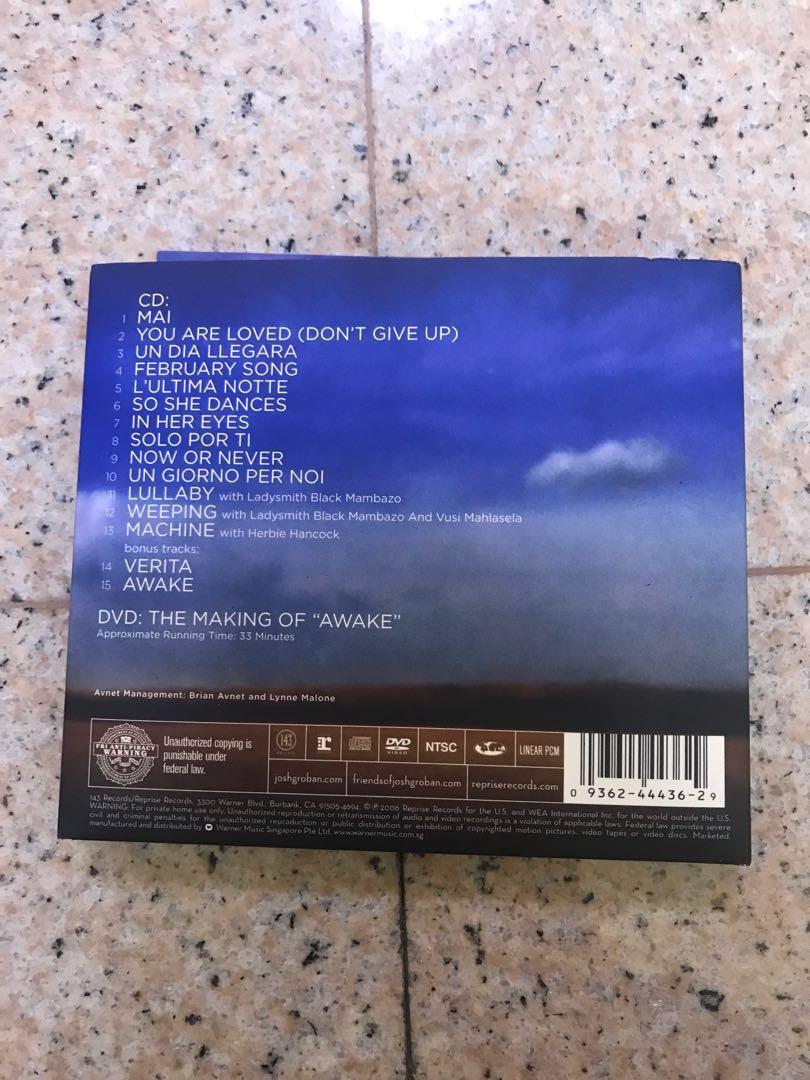 CD:
1 MAI
2 YOU ARE LOVED (DON'T GIVE UP)
3 UN DIA LLEGARA
4 FEBRUARY SONG
5 L'ULTIMA NOTTE
6 SO SHE DANCES
7 IN HER EYES
8 SOLO POR TI
9 NOW OR NEVER
10 UN GIORNO PER NOI
11 LULLABY with Ladysmith Black Mambazo
12 WEEPING with Ladysmith Black Mambazo And Vusi Mahlasela
13 MACHINE with Herbie Hancock
bonus tracks:
14 VERITA
15 AWAKE
DVD: THE MAKING OF "AWAKE"
Approximate Running Time: 33 Minutes
Avnet Management: Brian Avnet and Lynne Malone
FBI ANTI-PIRACY
WARNING
Unauthorized copying is
punishable under
federal law.
143
r
DVD
VIDEO
NTSC
LINEAR PCM
joshgroban.com
friendsofjoshgroban.com
repriserecords.com
0 9362-44436-2 9
143 Records/Reprise Records, 3300 Warner Blvd., Burbank, CA 91505-4694. ©℗ 2006 Reprise Records for the U.S. and WEA International Inc. for the world outside the U.S.
WARNING: For private home use only. Unauthorized reproduction or retransmission of audio and video recordings is a violation of applicable laws. Federal law provides severe
civil and criminal penalties for the unauthorized reproduction or public distribution or exhibition of copyrighted motion pictures, video tapes or video discs. Marketed,
manufactured and distributed by Warner Music Singapore Pte Ltd. www.warnermusic.com.sg